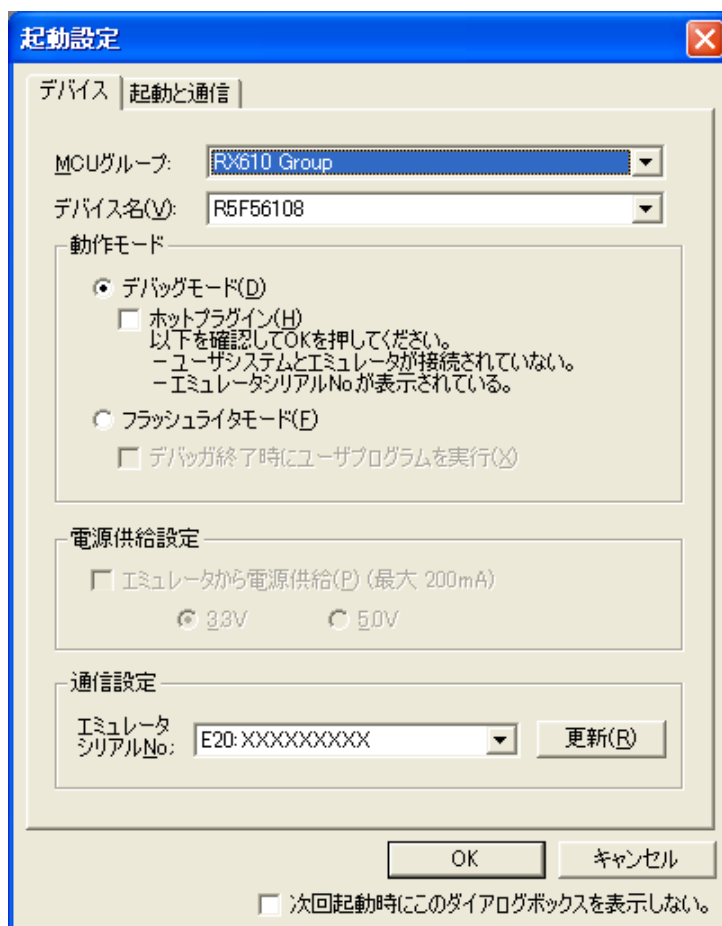 起動設定
デバイス
起動と通信
MCUグループ:
RX610 Group
デバイス名(V):
R5F56108
動作モード
デバッグモード(D)
ホットプラグイン(H)
以下を確認してOKを押してください。
－ユーザシステムとエミュレータが接続されていない。
－エミュレータシリアルNo.が表示されている。
フラッシュライタモード(F)
デバッガ終了時にユーザプログラムを実行(X)
電源供給設定
エミュレータから電源供給(P) (最大 200mA)
3.3V
5.0V
通信設定
エミュレータ
シリアルNo:
E20:XXXXXXXXX
更新(R)
OK
キャンセル
次回起動時にこのダイアログボックスを表示しない。